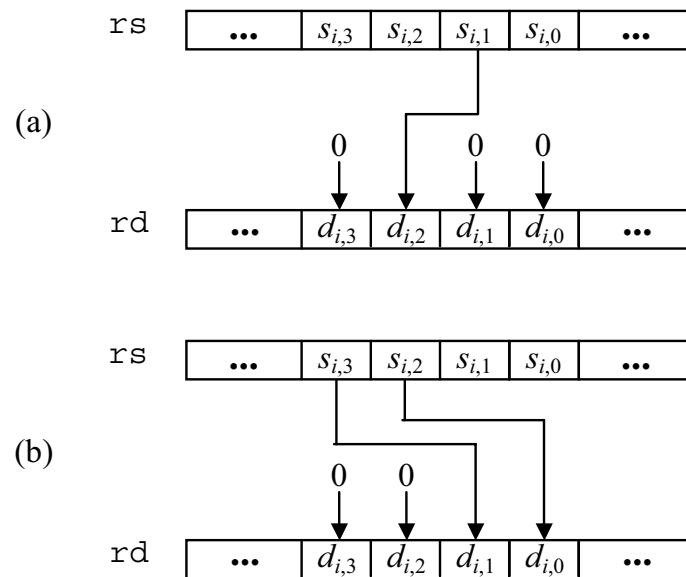 rs ... s_{i,3} s_{i,2} s_{i,1} s_{i,0} ...
(a)
0 0 0
rd ... d_{i,3} d_{i,2} d_{i,1} d_{i,0} ...
rs ... s_{i,3} s_{i,2} s_{i,1} s_{i,0} ...
(b)
0 0
rd ... d_{i,3} d_{i,2} d_{i,1} d_{i,0} ...